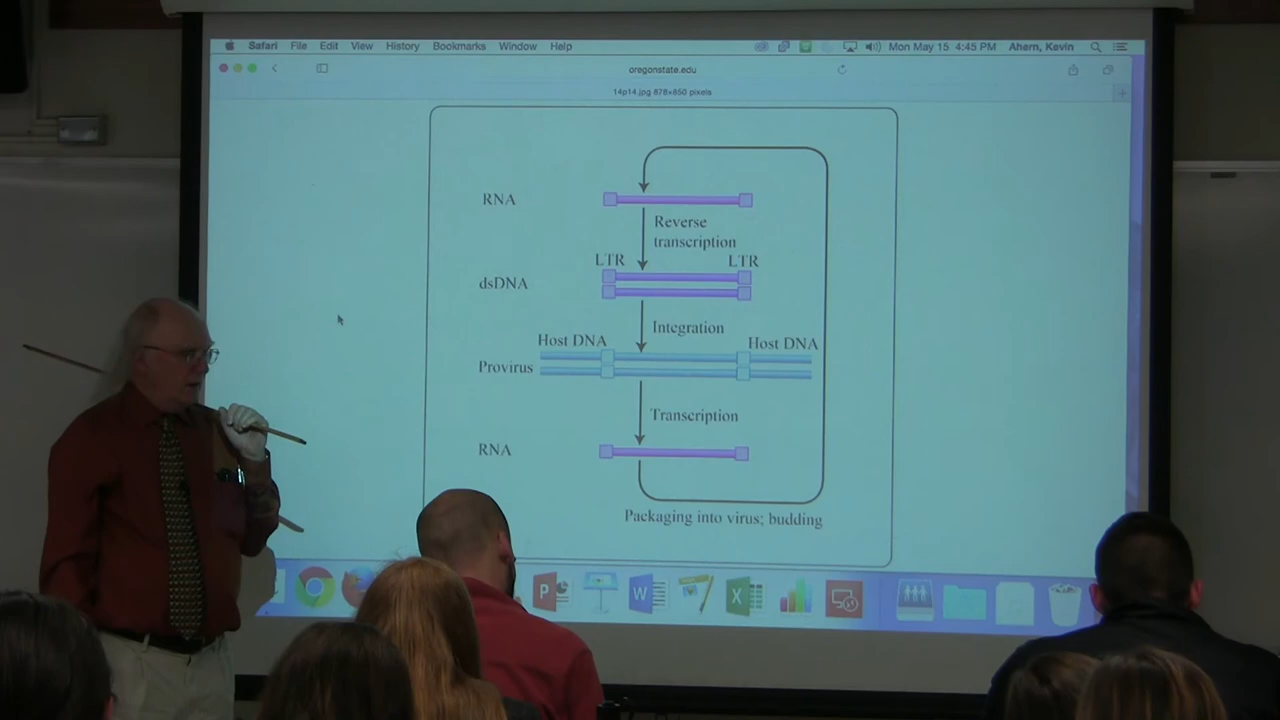 Safari File Edit View History Bookmarks Window Help Mon May 15 4:45 PM Ahern, Kevin
oregonstate.edu
14p14.jpg 878×850 pixels
RNA
Reverse
transcription
LTR LTR
dsDNA
Integration
Host DNA Host DNA
Provirus
Transcription
RNA
Packaging into virus; budding
P W X